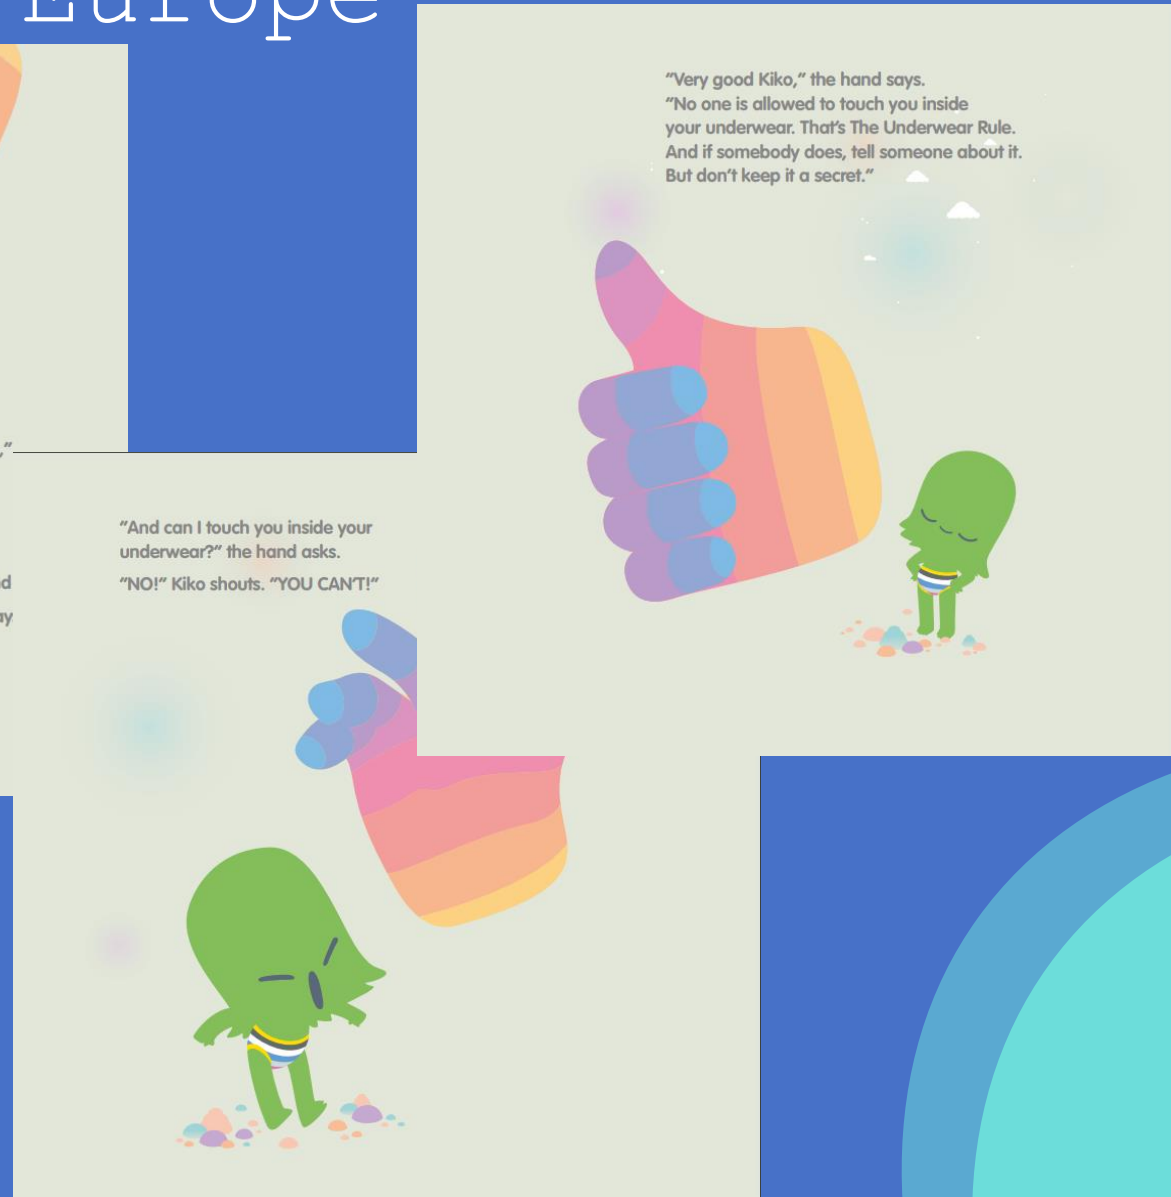 Europe
"Very good Kiko," the hand says.
"No one is allowed to touch you inside
your underwear. That's The Underwear Rule.
And if somebody does, tell someone about it.
But don't keep it a secret."
"And can I touch you inside your
underwear?" the hand asks.
"NO!" Kiko shouts. "YOU CAN'T!"